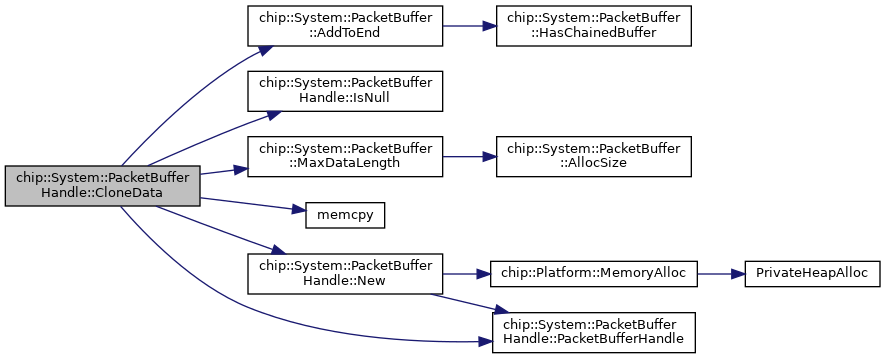 chip::System::PacketBuffer
::AddToEnd
chip::System::PacketBuffer
::HasChainedBuffer
chip::System::PacketBuffer
Handle::IsNull
chip::System::PacketBuffer
::MaxDataLength
chip::System::PacketBuffer
::AllocSize
chip::System::PacketBuffer
Handle::CloneData
memcpy
chip::System::PacketBuffer
Handle::New
chip::Platform::MemoryAlloc
PrivateHeapAlloc
chip::System::PacketBuffer
Handle::PacketBufferHandle